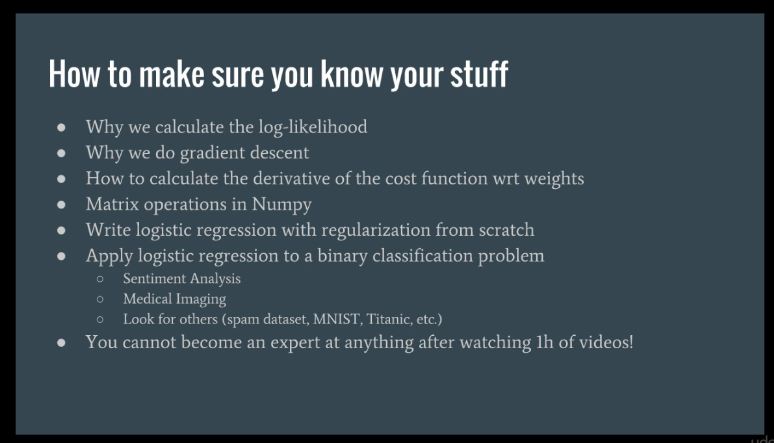 How to make sure you know your stuff
● Why we calculate the log-likelihood
● Why we do gradient descent
● How to calculate the derivative of the cost function wrt weights
● Matrix operations in Numpy
● Write logistic regression with regularization from scratch
● Apply logistic regression to a binary classification problem
○ Sentiment Analysis
○ Medical Imaging
○ Look for others (spam dataset, MNIST, Titanic, etc.)
● You cannot become an expert at anything after watching 1h of videos!